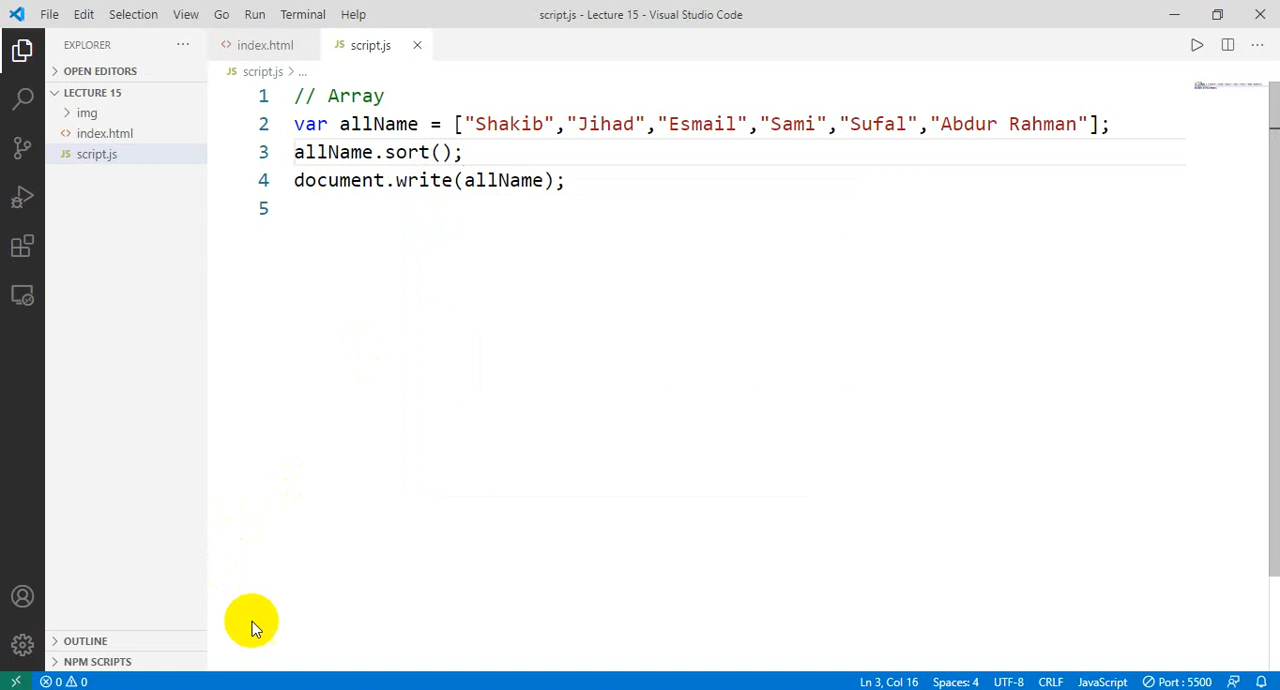 File Edit Selection View Go Run Terminal Help script.js - Lecture 15 - Visual Studio Code
EXPLORER ... <> index.html JS script.js ×
OPEN EDITORS JS script.js > ...
LECTURE 15
img
<> index.html
JS script.js
1 // Array
2 var allName = ["Shakib","Jihad","Esmail","Sami","Sufal","Abdur Rahman"];
3 allName.sort();
4 document.write(allName);
5
OUTLINE
NPM SCRIPTS
0 0 Ln 3, Col 16 Spaces: 4 UTF-8 CRLF JavaScript Port : 5500